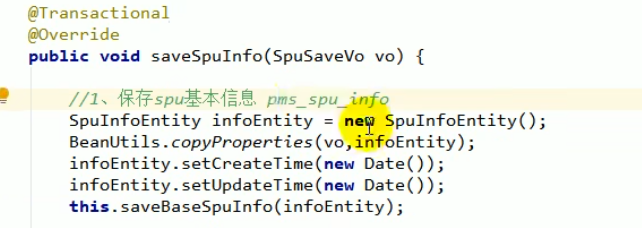 @Transactional
@Override
public void saveSpuInfo(SpuSaveVo vo) {
//1、保存spu基本信息 pms_spu_info
SpuInfoEntity infoEntity = new SpuInfoEntity();
BeanUtils.copyProperties(vo,infoEntity);
infoEntity.setCreateTime(new Date());
infoEntity.setUpdateTime(new Date());
this.saveBaseSpuInfo(infoEntity);